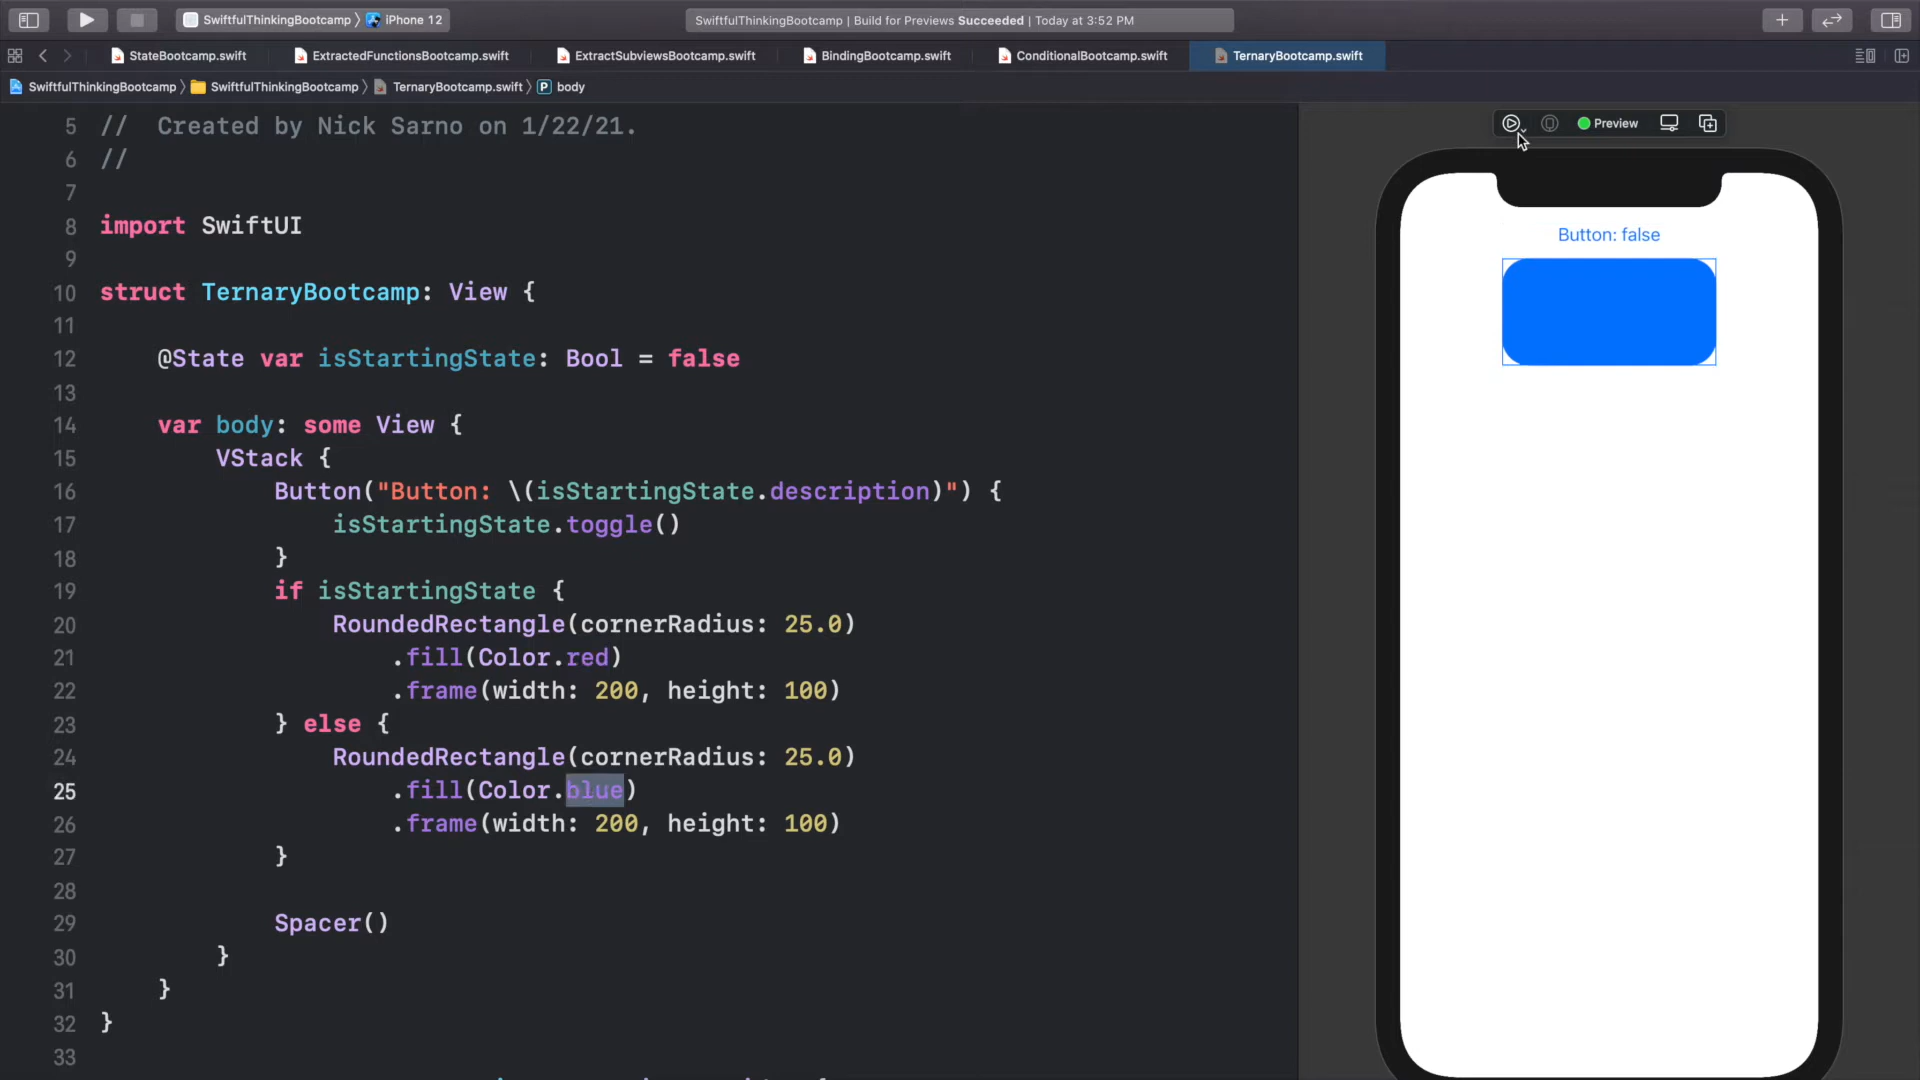 SwiftfulThinkingBootcamp 〉 iPhone 12
SwiftfulThinkingBootcamp | Build for Previews Succeeded | Today at 3:52 PM
StateBootcamp.swift
ExtractedFunctionsBootcamp.swift
ExtractSubviewsBootcamp.swift
BindingBootcamp.swift
ConditionalBootcamp.swift
TernaryBootcamp.swift
SwiftfulThinkingBootcamp 〉 SwiftfulThinkingBootcamp 〉 TernaryBootcamp.swift 〉 P body
5 //  Created by Nick Sarno on 1/22/21.
6 //
7
8 import SwiftUI
9
10 struct TernaryBootcamp: View {
11
12     @State var isStartingState: Bool = false
13
14     var body: some View {
15         VStack {
16             Button("Button: \(isStartingState.description)") {
17                 isStartingState.toggle()
18             }
19             if isStartingState {
20                 RoundedRectangle(cornerRadius: 25.0)
21                     .fill(Color.red)
22                     .frame(width: 200, height: 100)
23             } else {
24                 RoundedRectangle(cornerRadius: 25.0)
25                     .fill(Color.blue)
26                     .frame(width: 200, height: 100)
27             }
28
29             Spacer()
30         }
31     }
32 }
33
Preview
Button: false